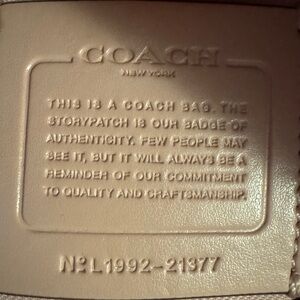 COACH
NEW YORK
THIS IS A COACH BAG. THE
STORYPATCH IS OUR BADGE OF
AUTHENTICITY. FEW PEOPLE MAY
SEE IT, BUT IT WILL ALWAYS BE A
REMINDER OF OUR COMMITMENT
TO QUALITY AND CRAFTSMANSHIP.
Nº L1992-21377